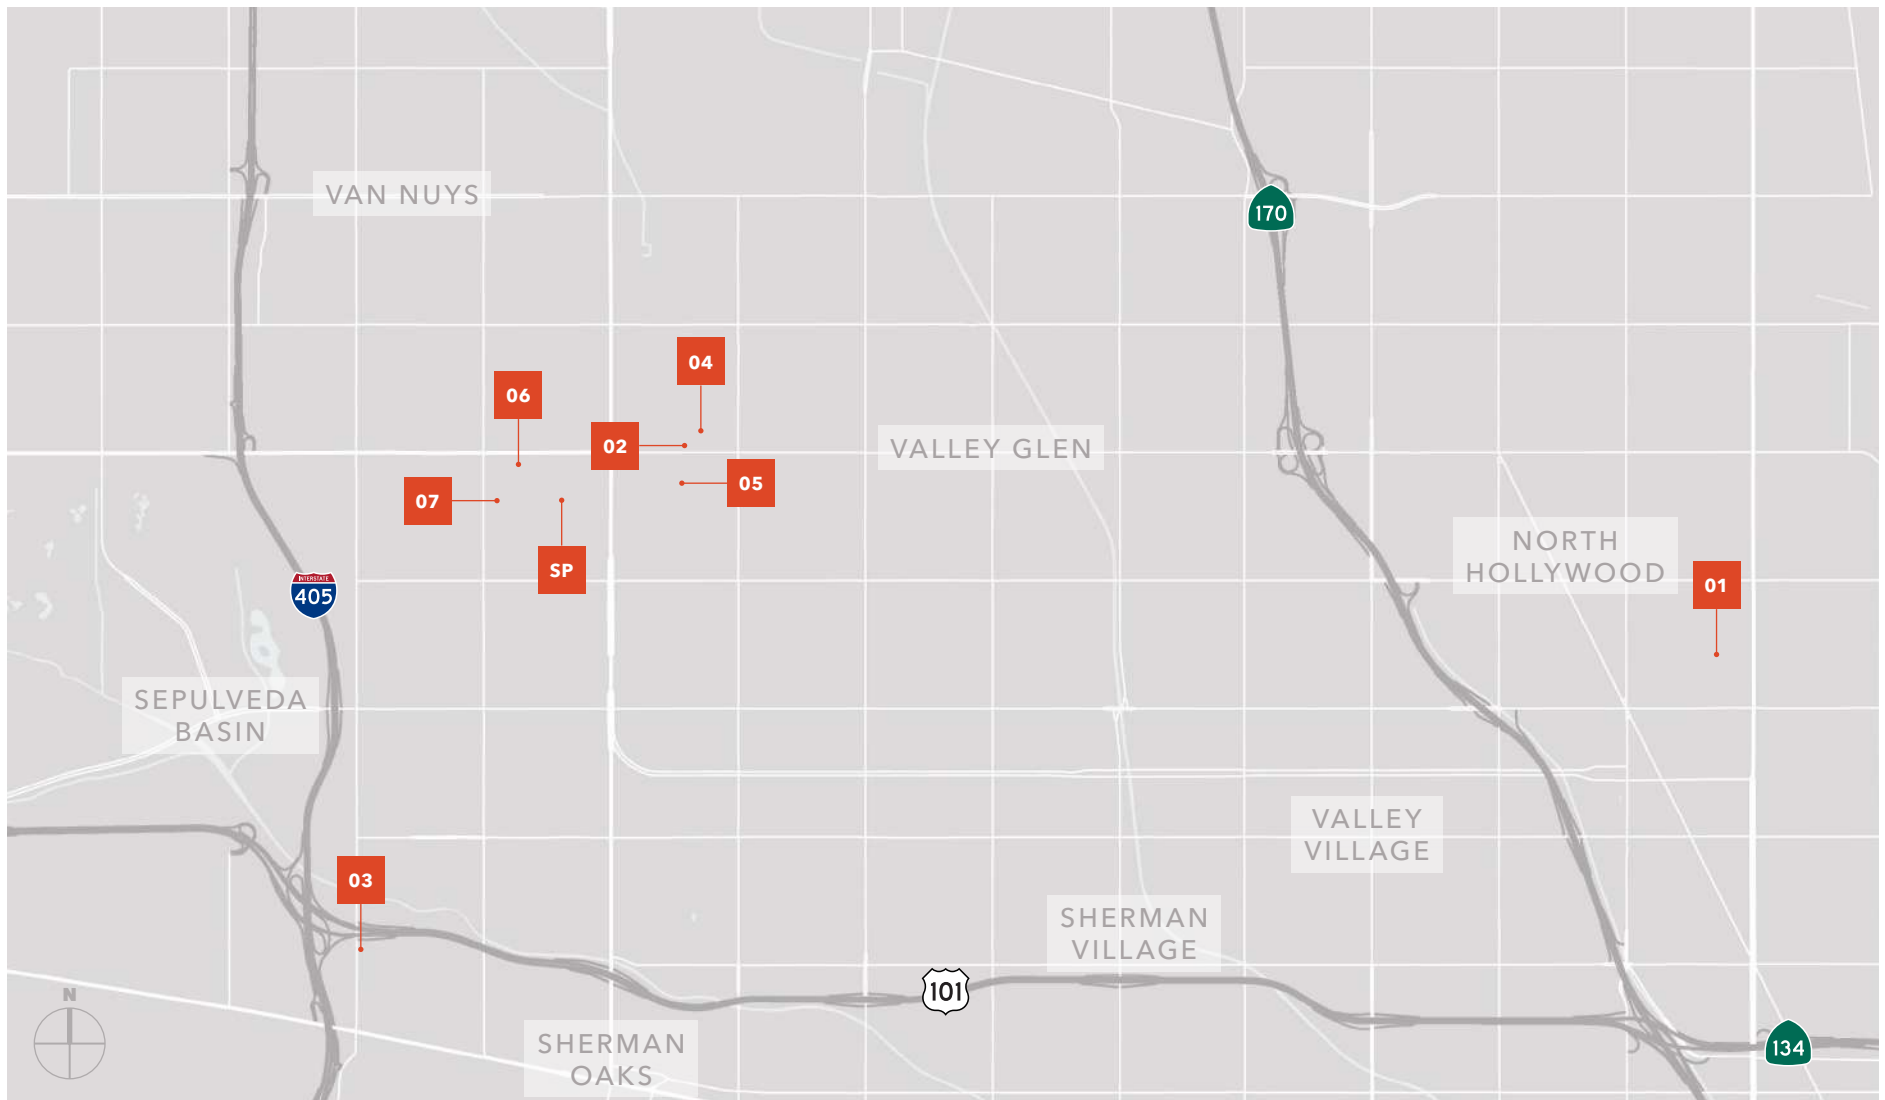 VAN NUYS
170
04
06
02
VALLEY GLEN
05
07
SP
NORTH
HOLLYWOOD
01
INTERSTATE
405
SEPULVEDA
BASIN
VALLEY
VILLAGE
03
SHERMAN
VILLAGE
101
N
SHERMAN
OAKS
134